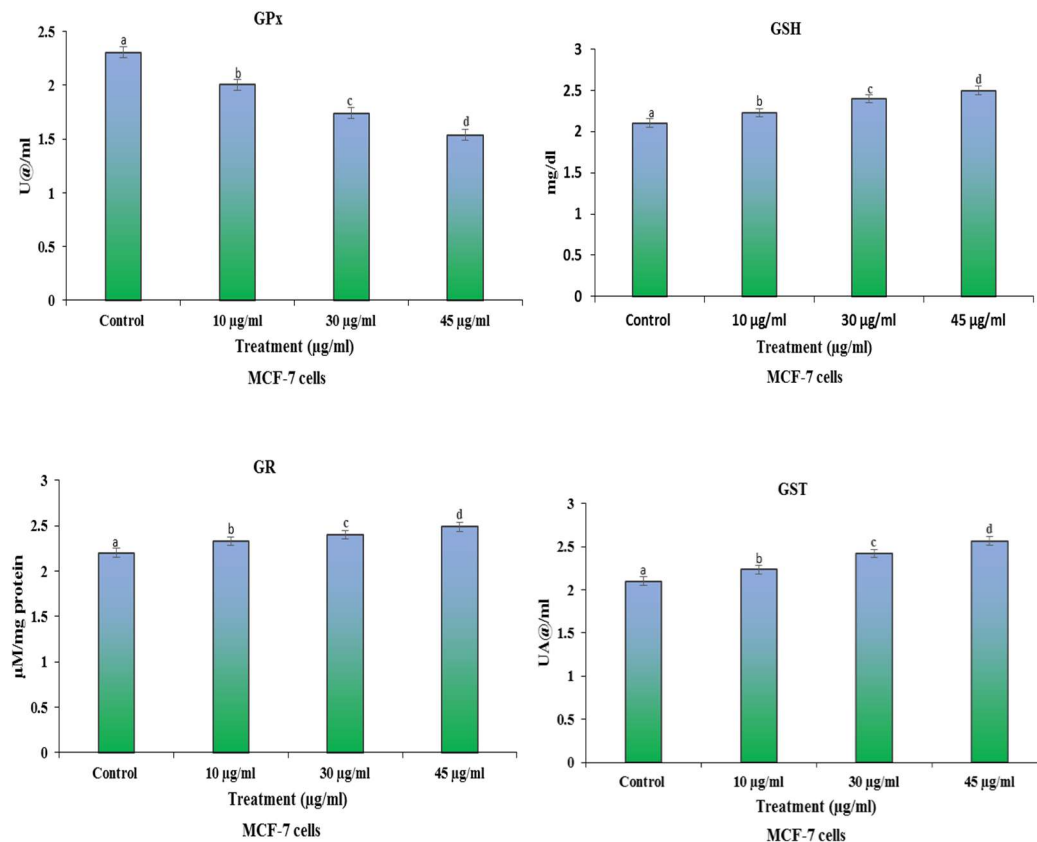 GPx
2.5
2
1.5
1
0.5
0
U@/ml
a
b
c
d
Control
10 µg/ml
30 µg/ml
45 µg/ml
Treatment (µg/ml)
MCF-7 cells
GSH
3
2.5
2
1.5
1
0.5
0
mg/dl
a
b
c
d
Control
10 µg/ml
30 µg/ml
45 µg/ml
Treatment (µg/ml)
MCF-7 cells
GR
3
2.5
2
1.5
1
0.5
0
µM/mg protein
a
b
c
d
Control
10 µg/ml
30 µg/ml
45 µg/ml
Treatment (µg/ml)
MCF-7 cells
GST
3
2.5
2
1.5
1
0.5
0
UA@/ml
a
b
c
d
Control
10 µg/ml
30 µg/ml
45 µg/ml
Treatment (µg/ml)
MCF-7 cells